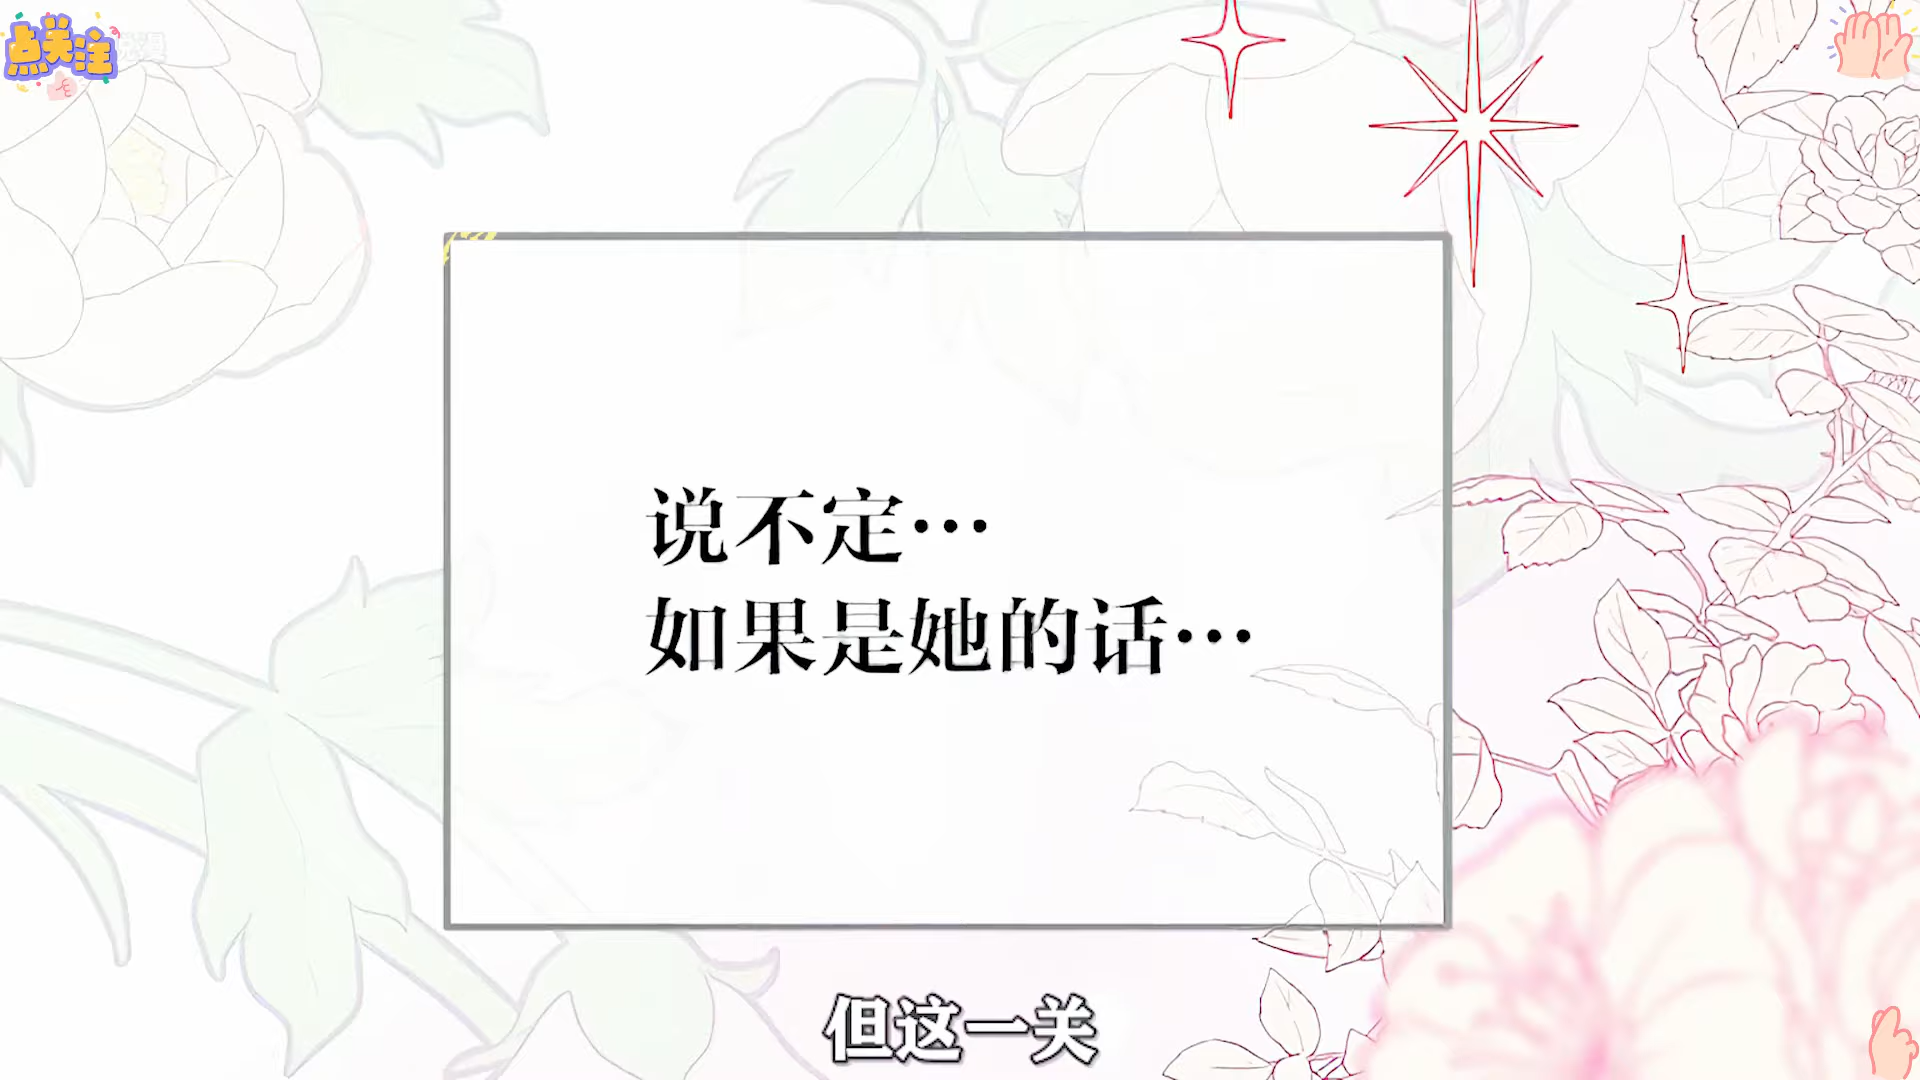 点关注
说不定…
如果是她的话…
但这一关